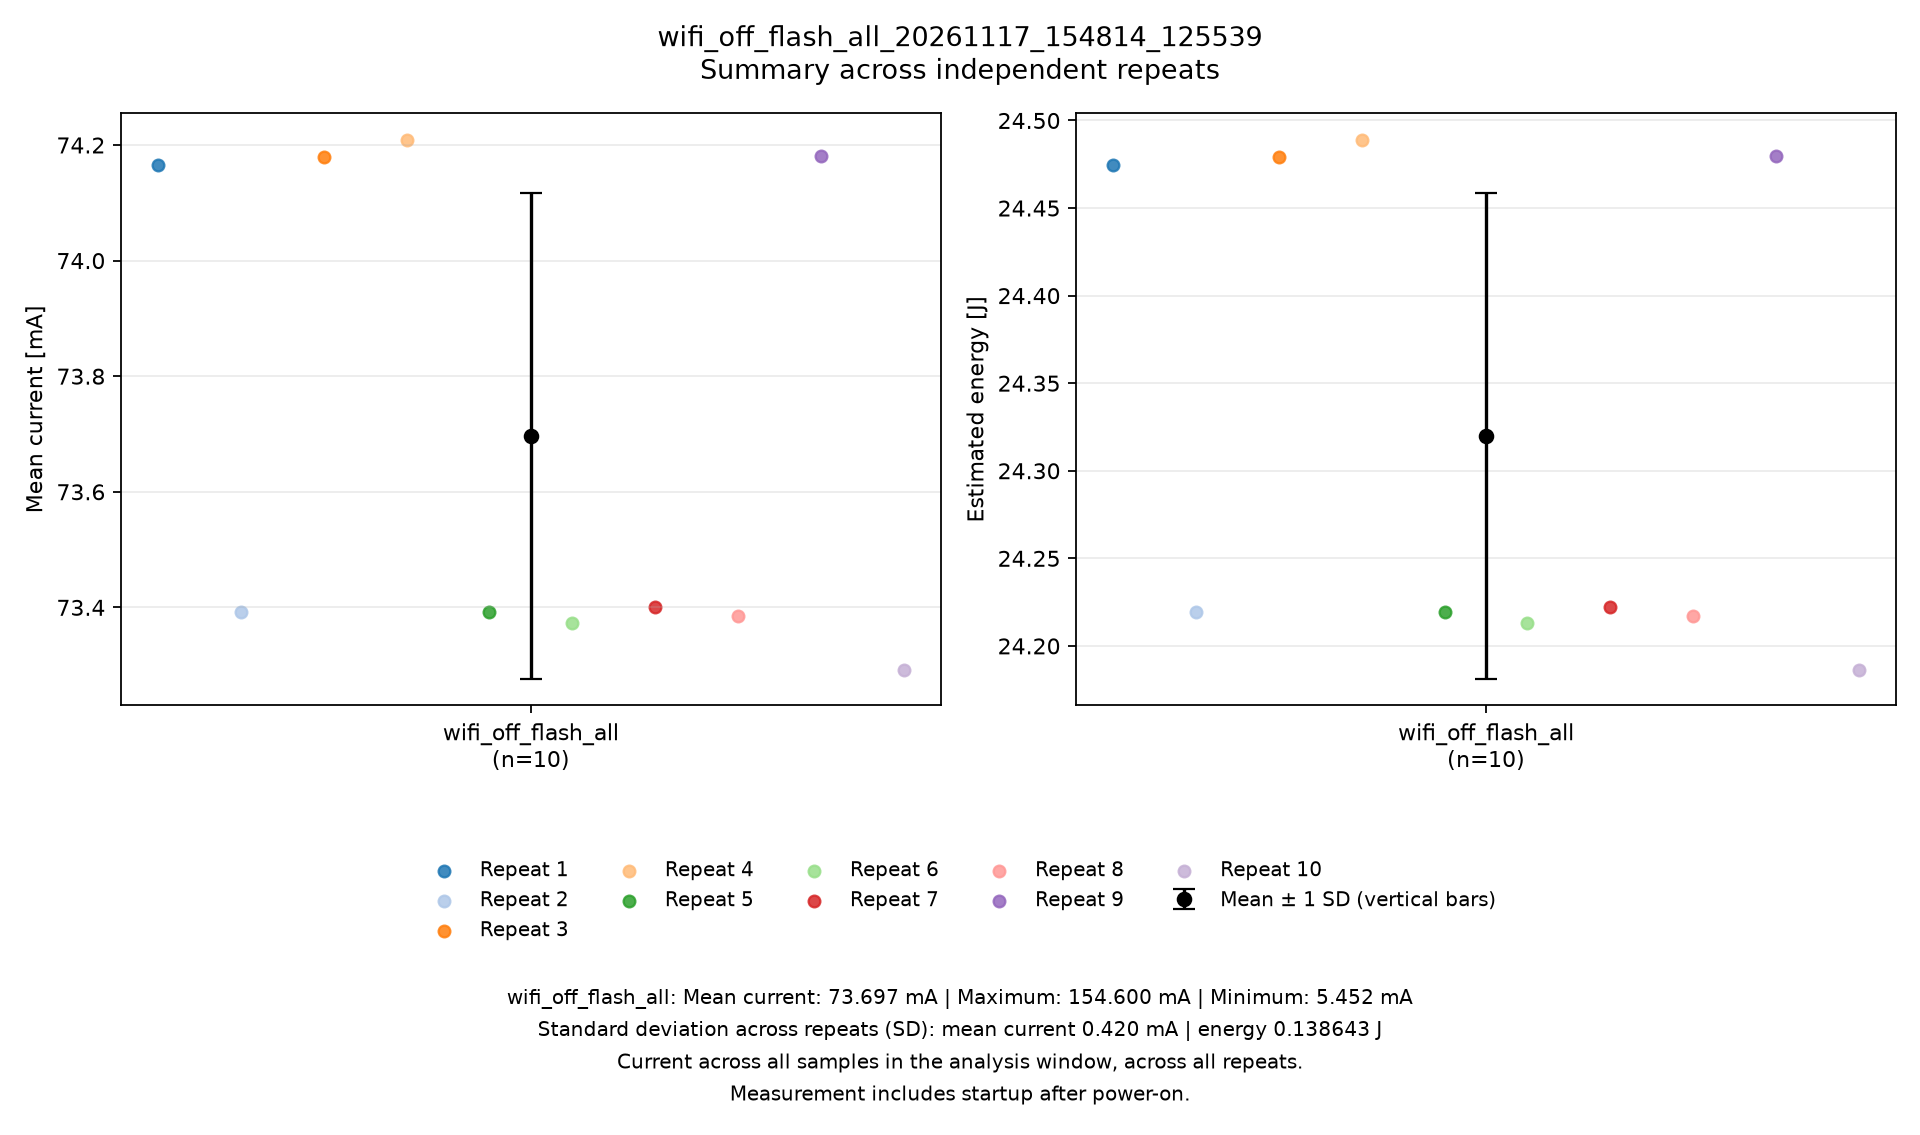 wifi_off_flash_all_20261117_154814_125539
Summary across independent repeats
Mean current [mA]
74.2
74.0
73.8
73.6
73.4
wifi_off_flash_all
(n=10)
Estimated energy [J]
24.50
24.45
24.40
24.35
24.30
24.25
24.20
wifi_off_flash_all
(n=10)
Repeat 1
Repeat 2
Repeat 3
Repeat 4
Repeat 5
Repeat 6
Repeat 7
Repeat 8
Repeat 9
Repeat 10
Mean ± 1 SD (vertical bars)
wifi_off_flash_all: Mean current: 73.697 mA | Maximum: 154.600 mA | Minimum: 5.452 mA
Standard deviation across repeats (SD): mean current 0.420 mA | energy 0.138643 J
Current across all samples in the analysis window, across all repeats.
Measurement includes startup after power-on.